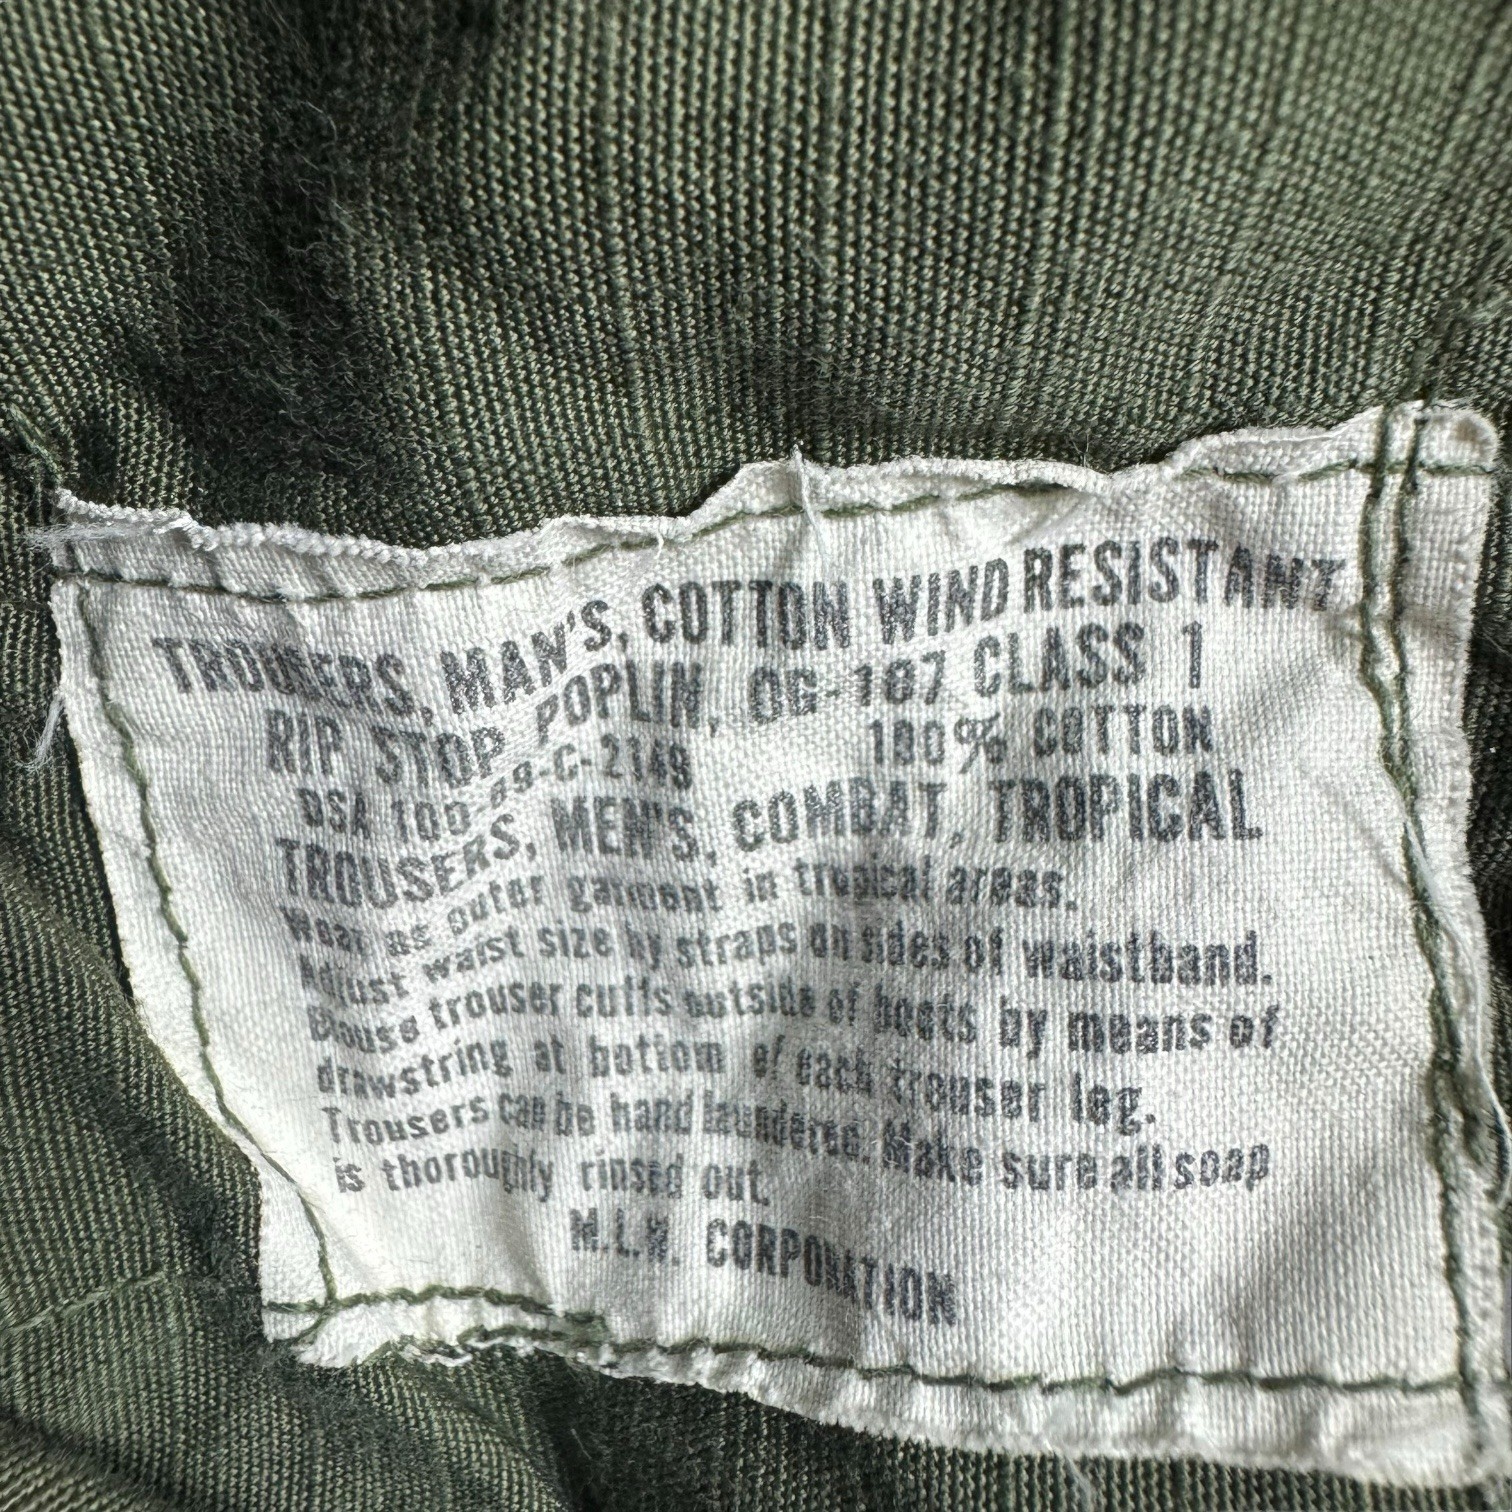 TROUSERS, MAN'S, COTTON WIND RESISTANT
RIP STOP POPLIN, OG-107 CLASS 1
DSA 100-69-C-2149 100% COTTON
TROUSERS, MEN'S, COMBAT, TROPICAL
Wear as outer garment in tropical areas.
Adjust waist size by straps on sides of waistband.
Blouse trouser cuffs outside of boots by means of
drawstring at bottom of each trouser leg.
Trousers can be hand laundered. Make sure all soap
is thoroughly rinsed out.
M.L.W. CORPORATION